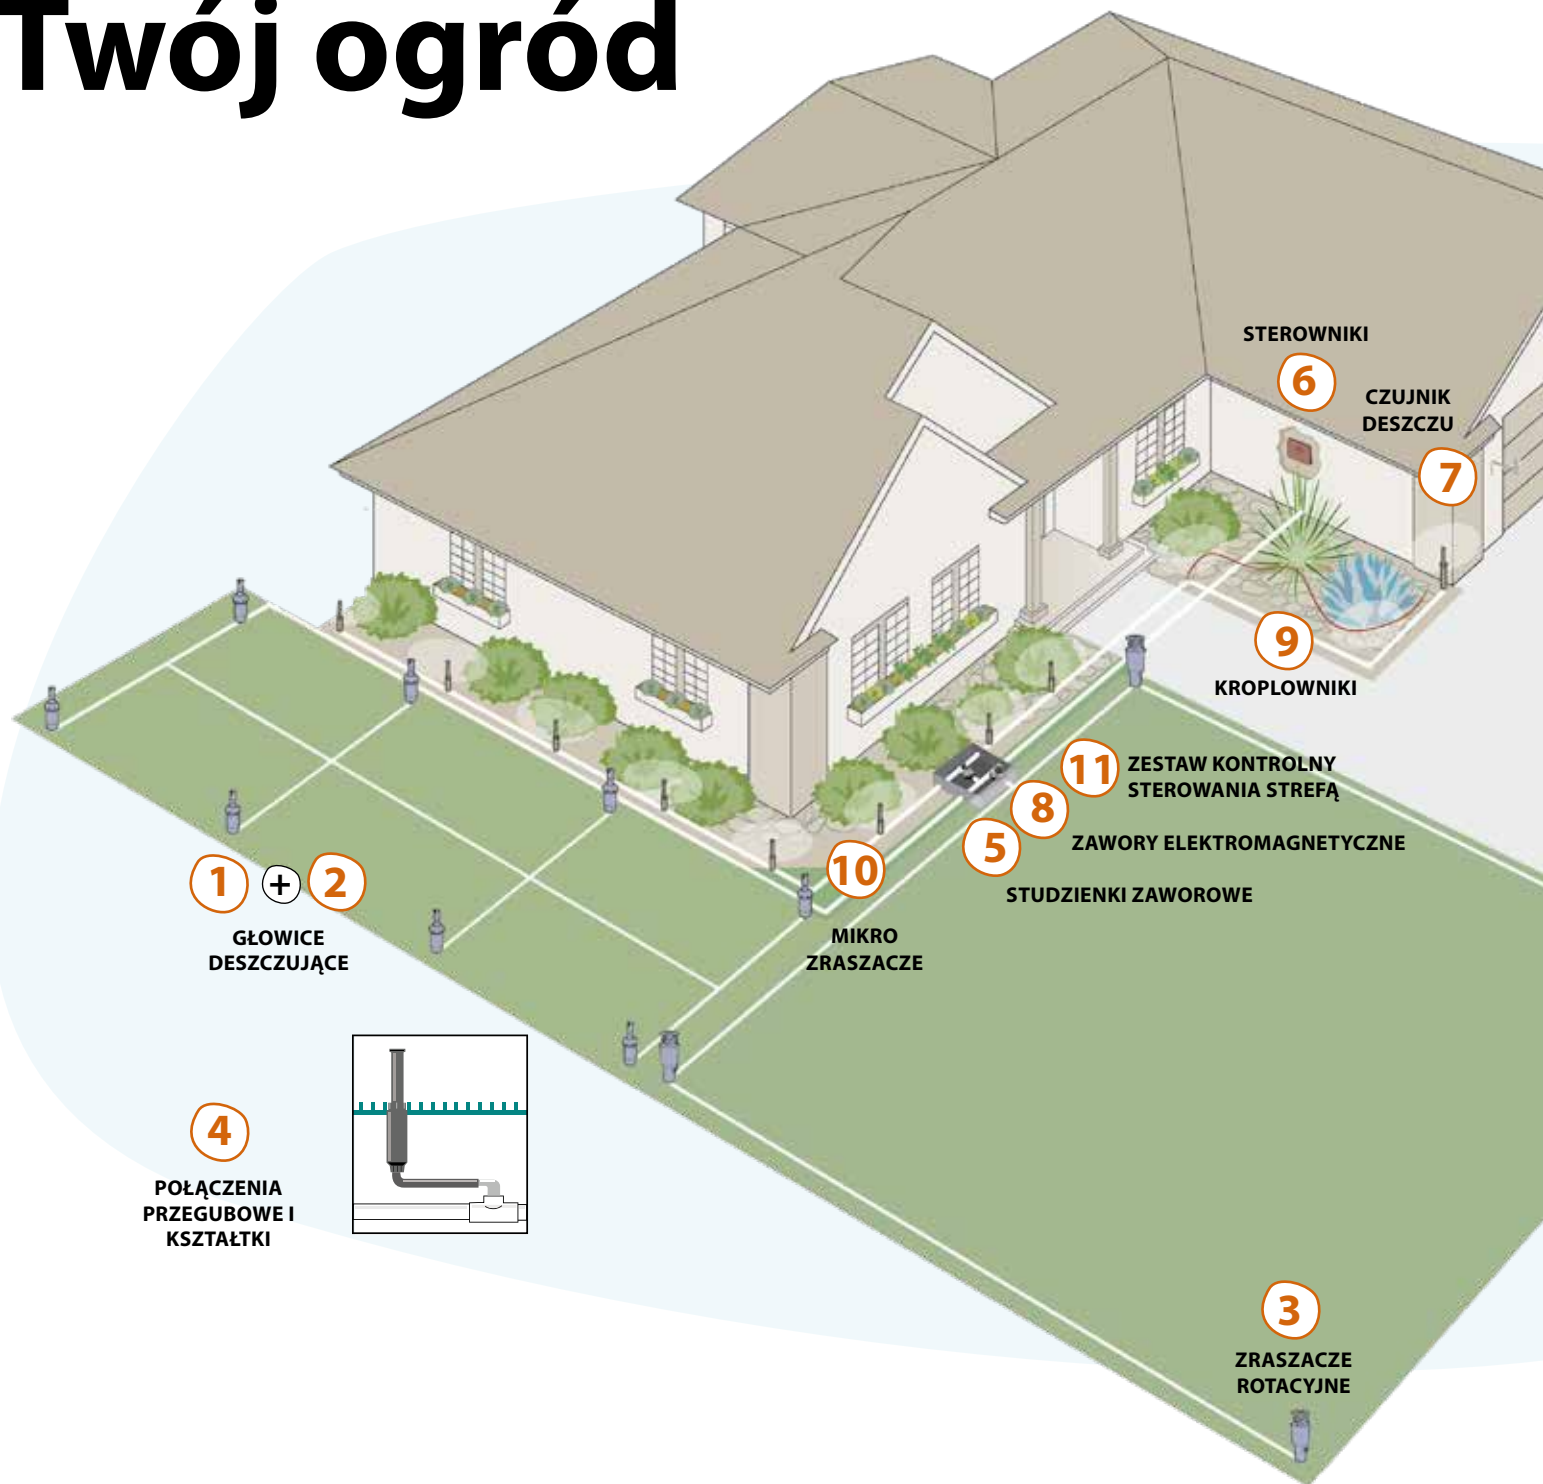 Twój ogród
STEROWNIKI
6
CZUJNIK
DESZCZU
7
9
KROPLOWNIKI
11
ZESTAW KONTROLNY
STEROWANIA STREFĄ
8
ZAWORY ELEKTROMAGNETYCZNE
5
STUDZIENKI ZAWOROWE
10
MIKRO
ZRASZACZE
1 + 2
GŁOWICE
DESZCZUJĄCE
4
POŁĄCZENIA
PRZEGUBOWE I
KSZTAŁTKI
3
ZRASZACZE
ROTACYJNE